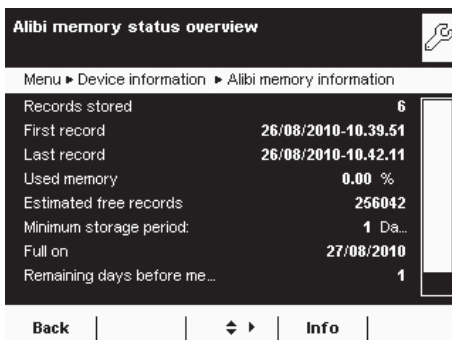 Alibi memory status overview
Menu ▸ Device information ▸ Alibi memory information
Records stored 6
First record 26/08/2010-10.39.51
Last record 26/08/2010-10.42.11
Used memory 0.00 %
Estimated free records 256042
Minimum storage period: 1 Da...
Full on 27/08/2010
Remaining days before me... 1
Back Info